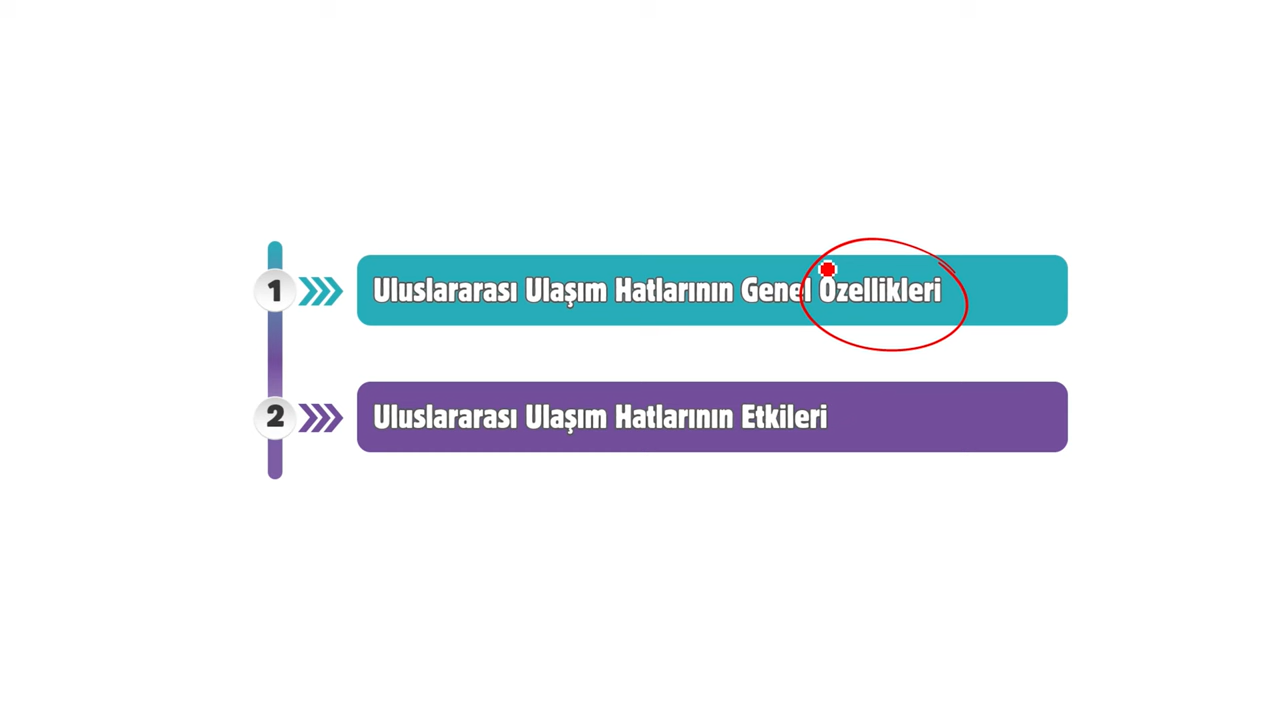 1
Uluslararası Ulaşım Hatlarının Genel Özellikleri
2
Uluslararası Ulaşım Hatlarının Etkileri